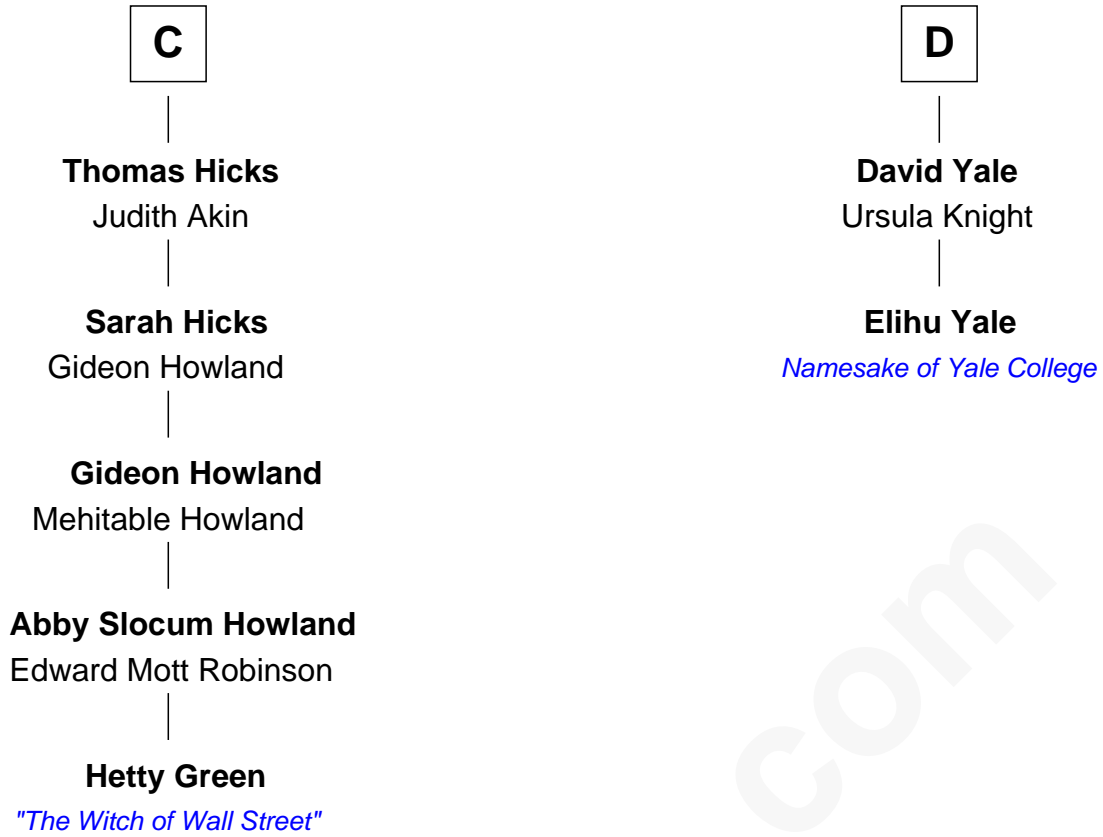 C
Thomas Hicks
Judith Akin
Sarah Hicks
Gideon Howland
Gideon Howland
Mehitable Howland
Abby Slocum Howland
Edward Mott Robinson
Hetty Green
"The Witch of Wall Street"
D
David Yale
Ursula Knight
Elihu Yale
Namesake of Yale College
com